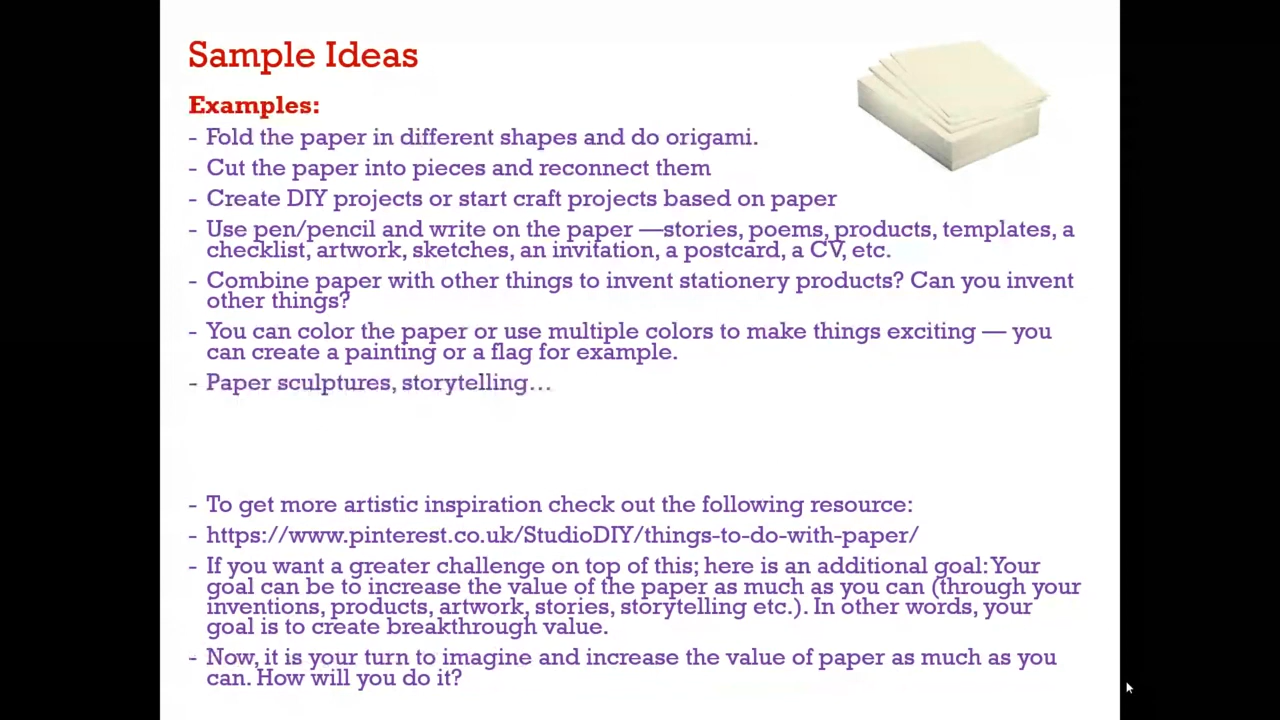 Sample Ideas
Examples:
- Fold the paper in different shapes and do origami.
- Cut the paper into pieces and reconnect them
- Create DIY projects or start craft projects based on paper
- Use pen/pencil and write on the paper —stories, poems, products, templates, a
checklist, artwork, sketches, an invitation, a postcard, a CV, etc.
- Combine paper with other things to invent stationery products? Can you invent
other things?
- You can color the paper or use multiple colors to make things exciting — you
can create a painting or a flag for example.
- Paper sculptures, storytelling…
- To get more artistic inspiration check out the following resource:
- https://www.pinterest.co.uk/StudioDIY/things-to-do-with-paper/
- If you want a greater challenge on top of this; here is an additional goal: Your
goal can be to increase the value of the paper as much as you can (through your
inventions, products, artwork, stories, storytelling etc.). In other words, your
goal is to create breakthrough value.
- Now, it is your turn to imagine and increase the value of paper as much as you
can. How will you do it?